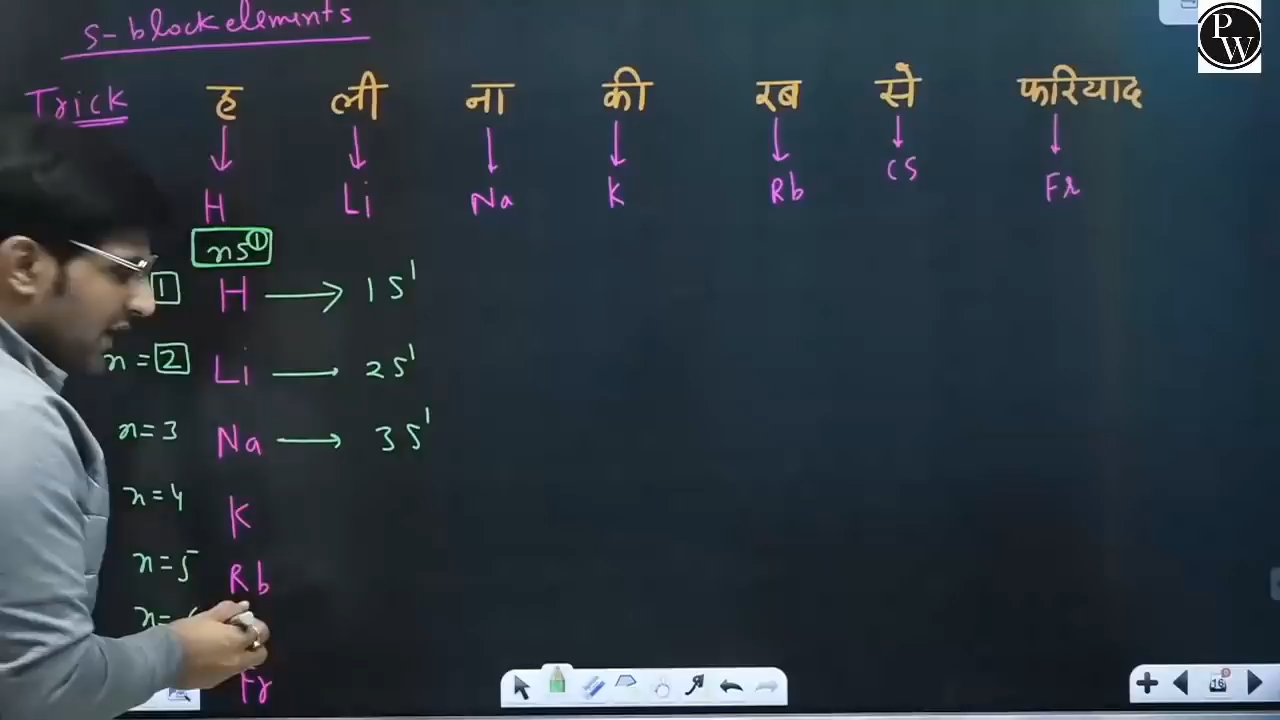 S-block elements
PW
Trick ह ली ना की रब से फरियाद
H Li Na K Rb Cs Fr
ns①
1 H → 1S¹
n=2 Li → 2S¹
n=3 Na → 3S¹
n=4 K
n=5 Rb
n=
Fr
16